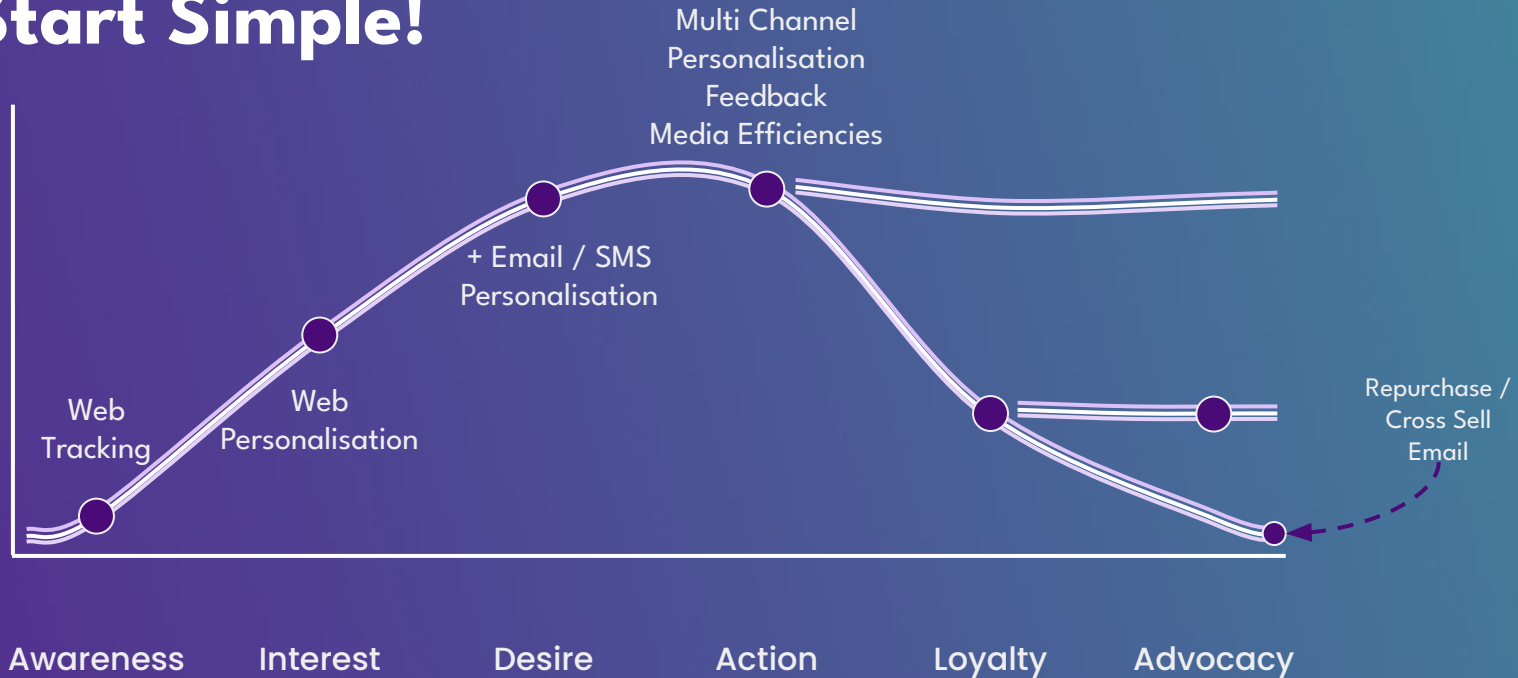 Start Simple!
Multi Channel
Personalisation
Feedback
Media Efficiencies
+ Email / SMS
Personalisation
Web
Tracking
Web
Personalisation
Repurchase /
Cross Sell
Email
Awareness
Interest
Desire
Action
Loyalty
Advocacy